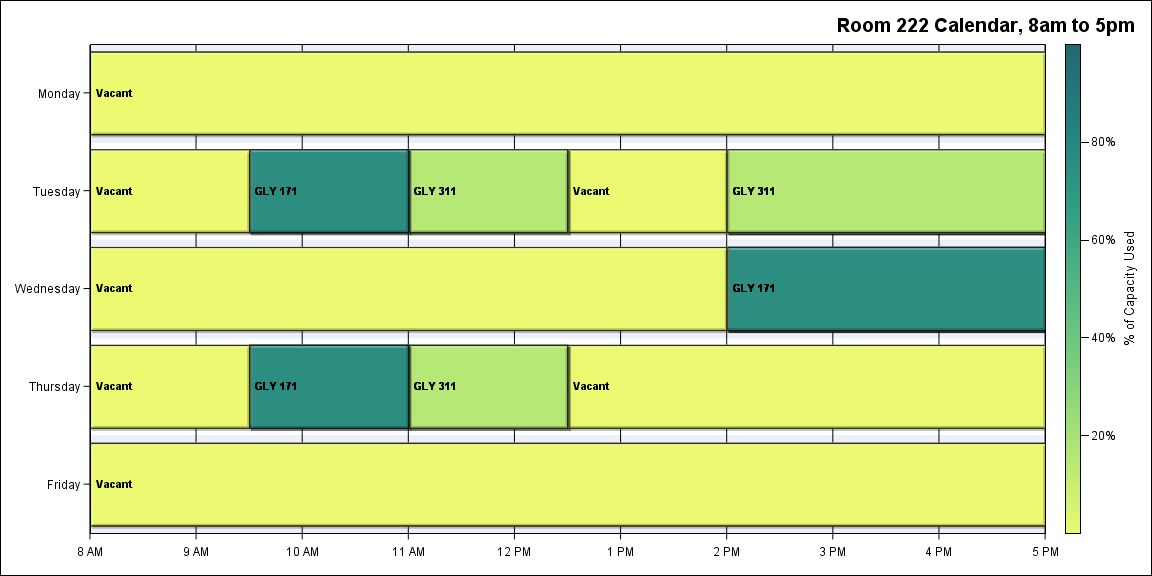 Room 222 Calendar, 8am to 5pm
Monday
Vacant
80%
Tuesday
Vacant
GLY 171
GLY 311
Vacant
GLY 311
60%
% of Capacity Used
Wednesday
Vacant
GLY 171
40%
Thursday
Vacant
GLY 171
GLY 311
Vacant
20%
Friday
Vacant
8 AM
9 AM
10 AM
11 AM
12 PM
1 PM
2 PM
3 PM
4 PM
5 PM